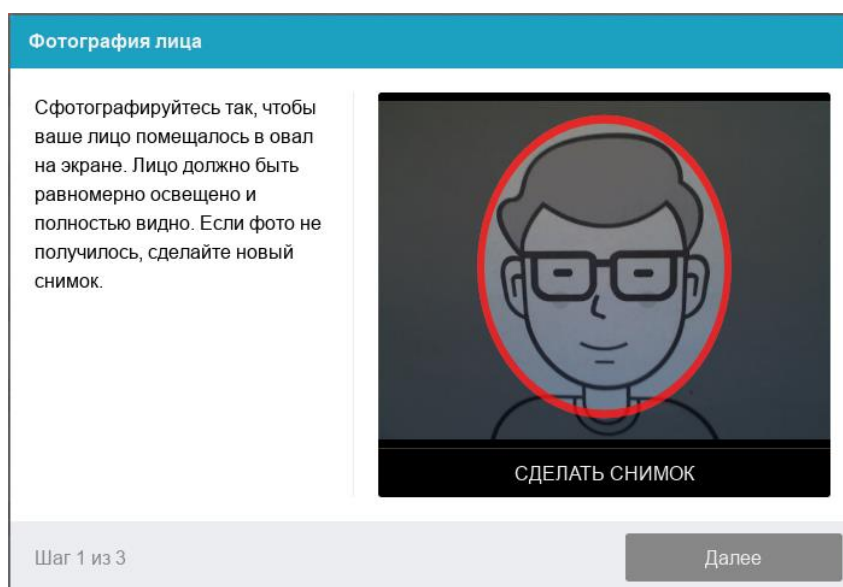 Фотография лица
Сфотографируйтесь так, чтобы
ваше лицо помещалось в овал
на экране. Лицо должно быть
равномерно освещено и
полностью видно. Если фото не
получилось, сделайте новый
снимок.
СДЕЛАТЬ СНИМОК
Шаг 1 из 3
Далее